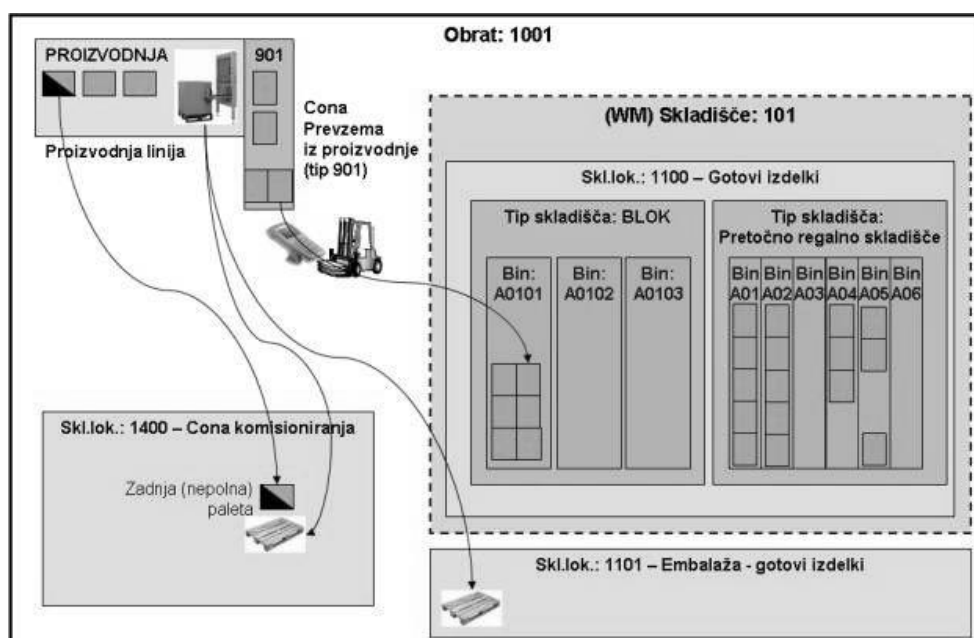 Obrat: 1001
PROIZVODNJA
901
Proizvodnja linija
Cona
Prevzema
iz proizvodnje
(tip 901)
(WM) Skladišče: 101
Skl.lok.: 1100 – Gotovi izdelki
Tip skladišča: BLOK
Bin:
A0101
Bin:
A0102
Bin:
A0103
Tip skladišča:
Pretočno regalno skladišče
Bin
A01
Bin
A02
Bin
A03
Bin
A04
Bin
A05
Bin
A06
Skl.lok.: 1400 – Cona komisioniranja
Zadnja (nepolna)
paleta
Skl.lok.: 1101 – Embalaža - gotovi izdelki